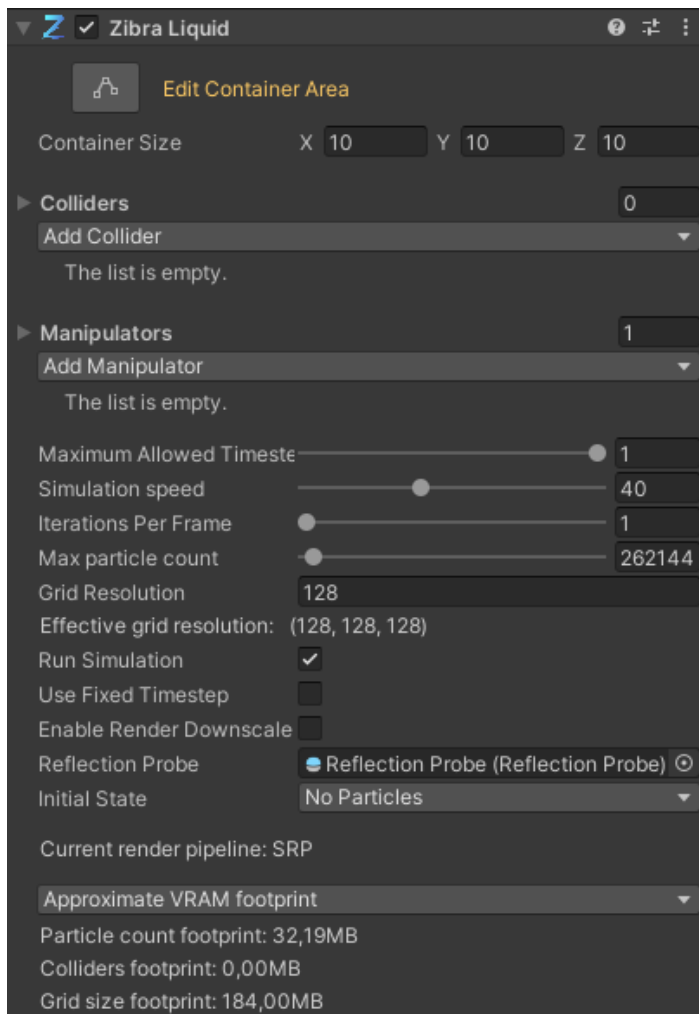 Zibra Liquid
Edit Container Area
Container Size X 10 Y 10 Z 10
Colliders 0
Add Collider
The list is empty.
Manipulators 1
Add Manipulator
The list is empty.
Maximum Allowed Timeste 1
Simulation speed 40
Iterations Per Frame 1
Max particle count 262144
Grid Resolution 128
Effective grid resolution: (128, 128, 128)
Run Simulation
Use Fixed Timestep
Enable Render Downscale
Reflection Probe Reflection Probe (Reflection Probe)
Initial State No Particles
Current render pipeline: SRP
Approximate VRAM footprint
Particle count footprint: 32,19MB
Colliders footprint: 0,00MB
Grid size footprint: 184,00MB